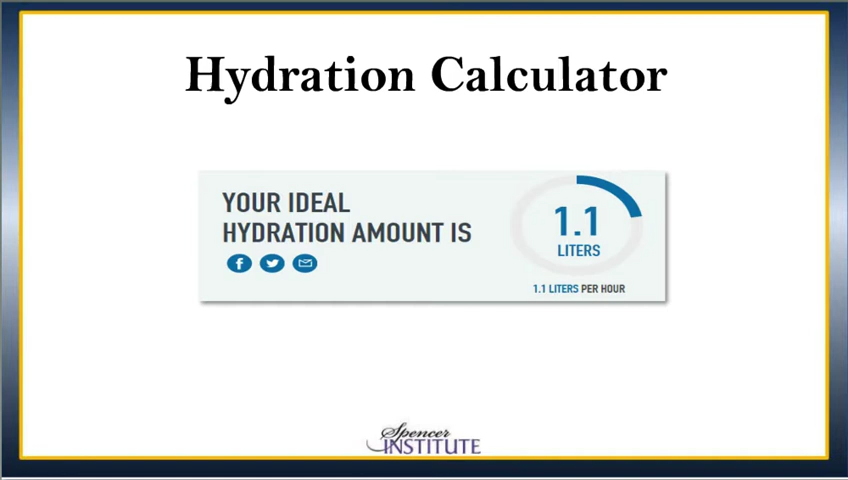 Hydration Calculator
YOUR IDEAL
HYDRATION AMOUNT IS
1.1
LITERS
1.1 LITERS PER HOUR
Spencer
INSTITUTE